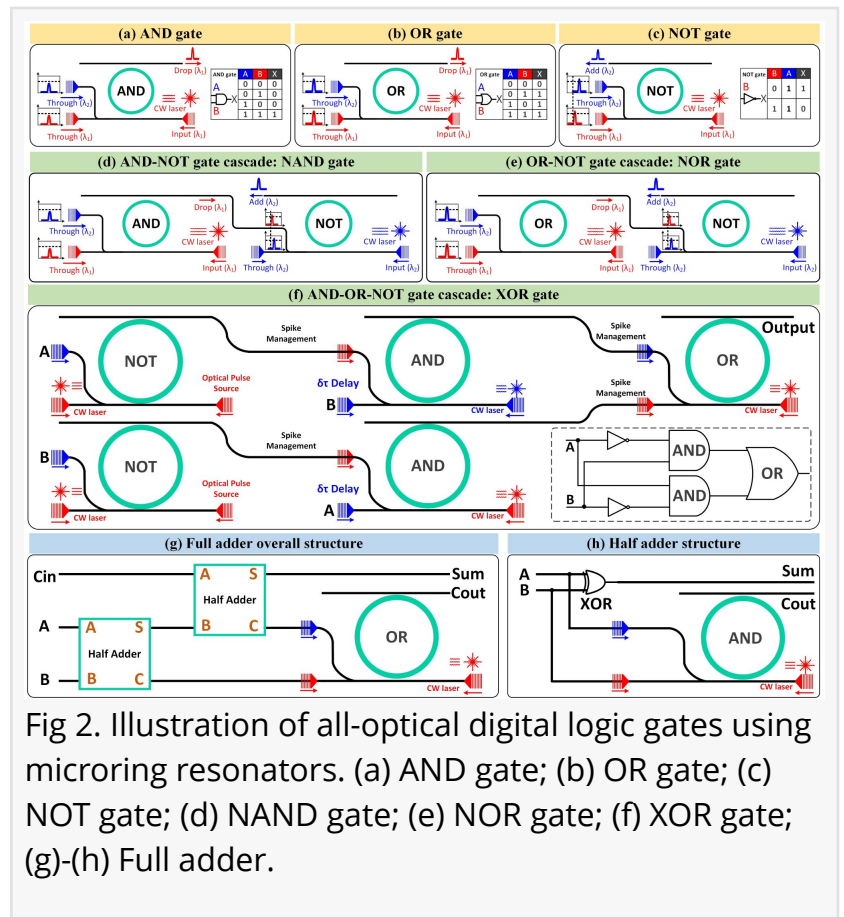 (a) AND gate
Drop (λ₁)
Through (λ₂)
AND
CW laser
Through (λ₁)
Input (λ₁)
AND gate A B X
A
B
X
0 0 0
0 1 0
1 0 0
1 1 1
(b) OR gate
Drop (λ₁)
Through (λ₂)
OR
CW laser
Through (λ₁)
Input (λ₁)
OR gate A B X
A
B
X
0 0 0
0 1 1
1 0 1
1 1 1
(c) NOT gate
Add (λ₂)
Through (λ₂)
NOT
CW laser
Through (λ₁)
Input (λ₁)
NOT gate B A X
B
X
0 1 1
1 1 0
(d) AND-NOT gate cascade: NAND gate
Drop (λ₁)
Add (λ₂)
Through (λ₂)
AND
CW laser
NOT
CW laser
Through (λ₁)
Input (λ₁)
Through (λ₂)
Input (λ₂)
(e) OR-NOT gate cascade: NOR gate
Drop (λ₁)
Add (λ₂)
Through (λ₂)
OR
CW laser
NOT
CW laser
Through (λ₁)
Input (λ₁)
Through (λ₂)
Input (λ₂)
(f) AND-OR-NOT gate cascade: XOR gate
A
NOT
Spike
Management
AND
Spike
Management
OR
Output
CW laser
Optical Pulse
Source
δτ Delay
B
CW laser
Spike
Management
CW laser
B
NOT
Spike
Management
AND
CW laser
Optical Pulse
Source
δτ Delay
A
CW laser
A
B
AND
AND
OR
(g) Full adder overall structure
Cin
A S
Half Adder
B C
Sum
Cout
A
A S
Half Adder
B C
B
OR
CW laser
(h) Half adder structure
A
B
XOR
Sum
Cout
AND
CW laser
Fig 2. Illustration of all-optical digital logic gates using
microring resonators. (a) AND gate; (b) OR gate; (c)
NOT gate; (d) NAND gate; (e) NOR gate; (f) XOR gate;
(g)-(h) Full adder.